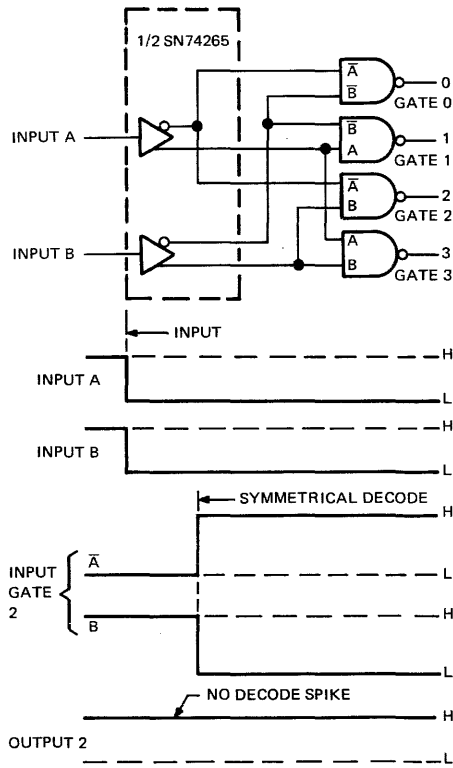 1/2 SN74265
A̅
B̅
0
GATE 0
INPUT A
B̅
A
1
GATE 1
A̅
B
2
GATE 2
INPUT B
A
B
3
GATE 3
INPUT
INPUT A
H
L
INPUT B
H
L
SYMMETRICAL DECODE
INPUT
GATE
2
A̅
H
L
B
H
L
NO DECODE SPIKE
OUTPUT 2
H
L